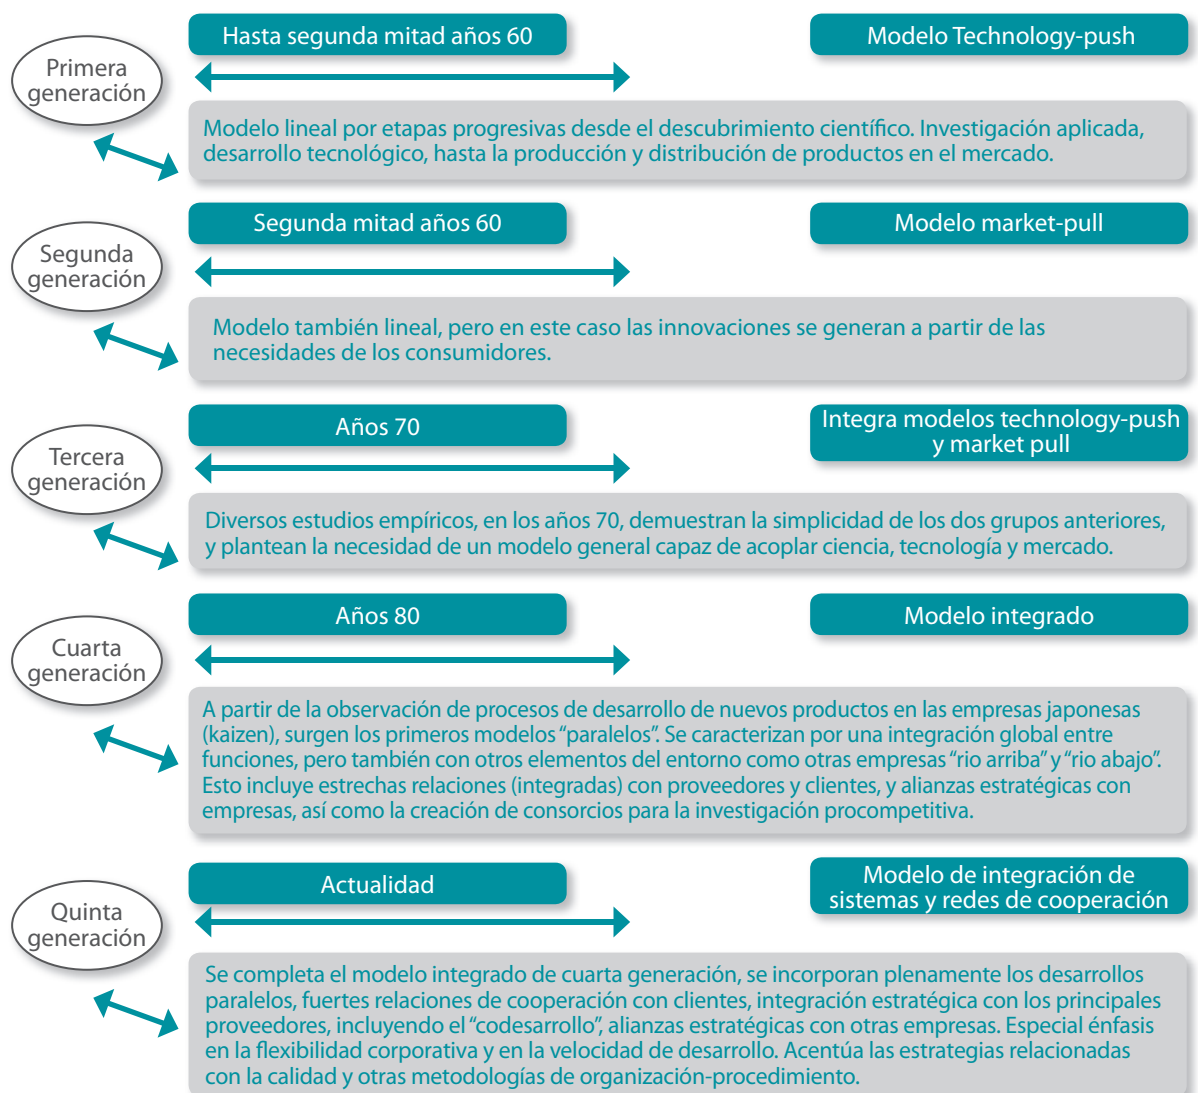 Hasta segunda mitad años 60
Modelo Technology-push
Primera
generación
Modelo lineal por etapas progresivas desde el descubrimiento científico. Investigación aplicada,
desarrollo tecnológico, hasta la producción y distribución de productos en el mercado.
Segunda mitad años 60
Modelo market-pull
Segunda
generación
Modelo también lineal, pero en este caso las innovaciones se generan a partir de las
necesidades de los consumidores.
Años 70
Integra modelos technology-push
y market pull
Tercera
generación
Diversos estudios empíricos, en los años 70, demuestran la simplicidad de los dos grupos anteriores,
y plantean la necesidad de un modelo general capaz de acoplar ciencia, tecnología y mercado.
Años 80
Modelo integrado
Cuarta
generación
A partir de la observación de procesos de desarrollo de nuevos productos en las empresas japonesas
(kaizen), surgen los primeros modelos “paralelos”. Se caracterizan por una integración global entre
funciones, pero también con otros elementos del entorno como otras empresas “rio arriba” y “rio abajo”.
Esto incluye estrechas relaciones (integradas) con proveedores y clientes, y alianzas estratégicas con
empresas, así como la creación de consorcios para la investigación procompetitiva.
Actualidad
Modelo de integración de
sistemas y redes de cooperación
Quinta
generación
Se completa el modelo integrado de cuarta generación, se incorporan plenamente los desarrollos
paralelos, fuertes relaciones de cooperación con clientes, integración estratégica con los principales
proveedores, incluyendo el “codesarrollo”, alianzas estratégicas con otras empresas. Especial énfasis
en la flexibilidad corporativa y en la velocidad de desarrollo. Acentúa las estrategias relacionadas
con la calidad y otras metodologías de organización-procedimiento.